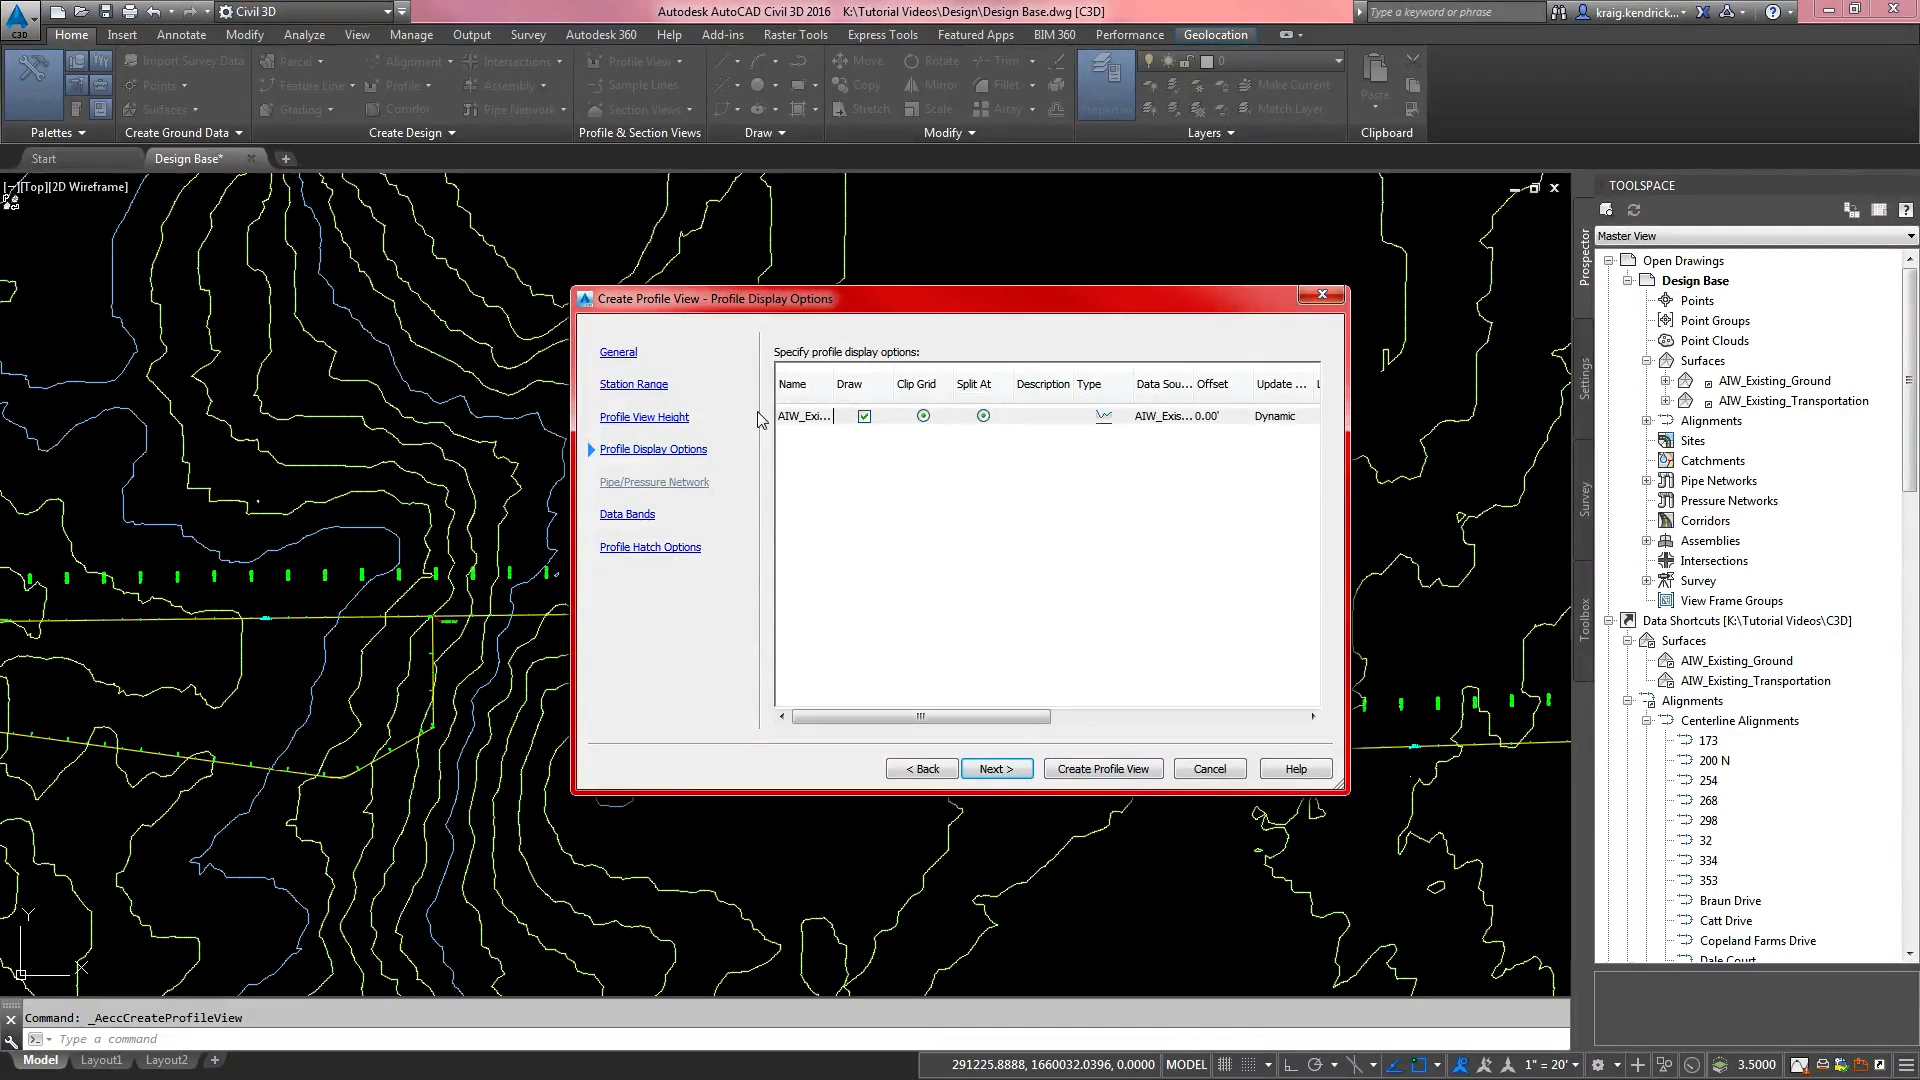 Civil 3D
Autodesk AutoCAD Civil 3D 2016 K:\Tutorial Videos\Design\Design Base.dwg [C3D]
Type a keyword or phrase
kraig.kendrick...
C3D
Home Insert Annotate Modify Analyze View Manage Output Survey Autodesk 360 Help Add-ins Raster Tools Express Tools Featured Apps BIM 360 Performance Geolocation
Import Survey Data Parcel Alignment Intersections Profile View Move Rotate Trim 0
Points Feature Line Profile Assembly Sample Lines Copy Mirror Fillet Make Current
Surfaces Grading Corridor Pipe Network Section Views Stretch Scale Array Match Layer
Paste
Palettes Create Ground Data Create Design Profile & Section Views Draw Modify Layers Clipboard
Start Design Base*
[−][Top][2D Wireframe]
TOOLSPACE
Master View
Prospector
Settings
Survey
Toolbox
Open Drawings
Design Base
Points
Point Groups
Point Clouds
Surfaces
AIW_Existing_Ground
AIW_Existing_Transportation
Alignments
Sites
Catchments
Pipe Networks
Pressure Networks
Corridors
Assemblies
Intersections
Survey
View Frame Groups
Data Shortcuts [K:\Tutorial Videos\C3D]
Surfaces
AIW_Existing_Ground
AIW_Existing_Transportation
Alignments
Centerline Alignments
173
200 N
254
268
298
32
334
353
Braun Drive
Catt Drive
Copeland Farms Drive
Dale Court
Create Profile View - Profile Display Options
General
Station Range
Profile View Height
Profile Display Options
Pipe/Pressure Network
Data Bands
Profile Hatch Options
Specify profile display options:
Name Draw Clip Grid Split At Description Type Data Sou... Offset Update ... L
AIW_Exi... AIW_Exis... 0.00' Dynamic
< Back Next > Create Profile View Cancel Help
Y
X
Command: _AeccCreateProfileView
Type a command
Model Layout1 Layout2
291225.8888, 1660032.0396, 0.0000 MODEL 1" = 20' 3.5000